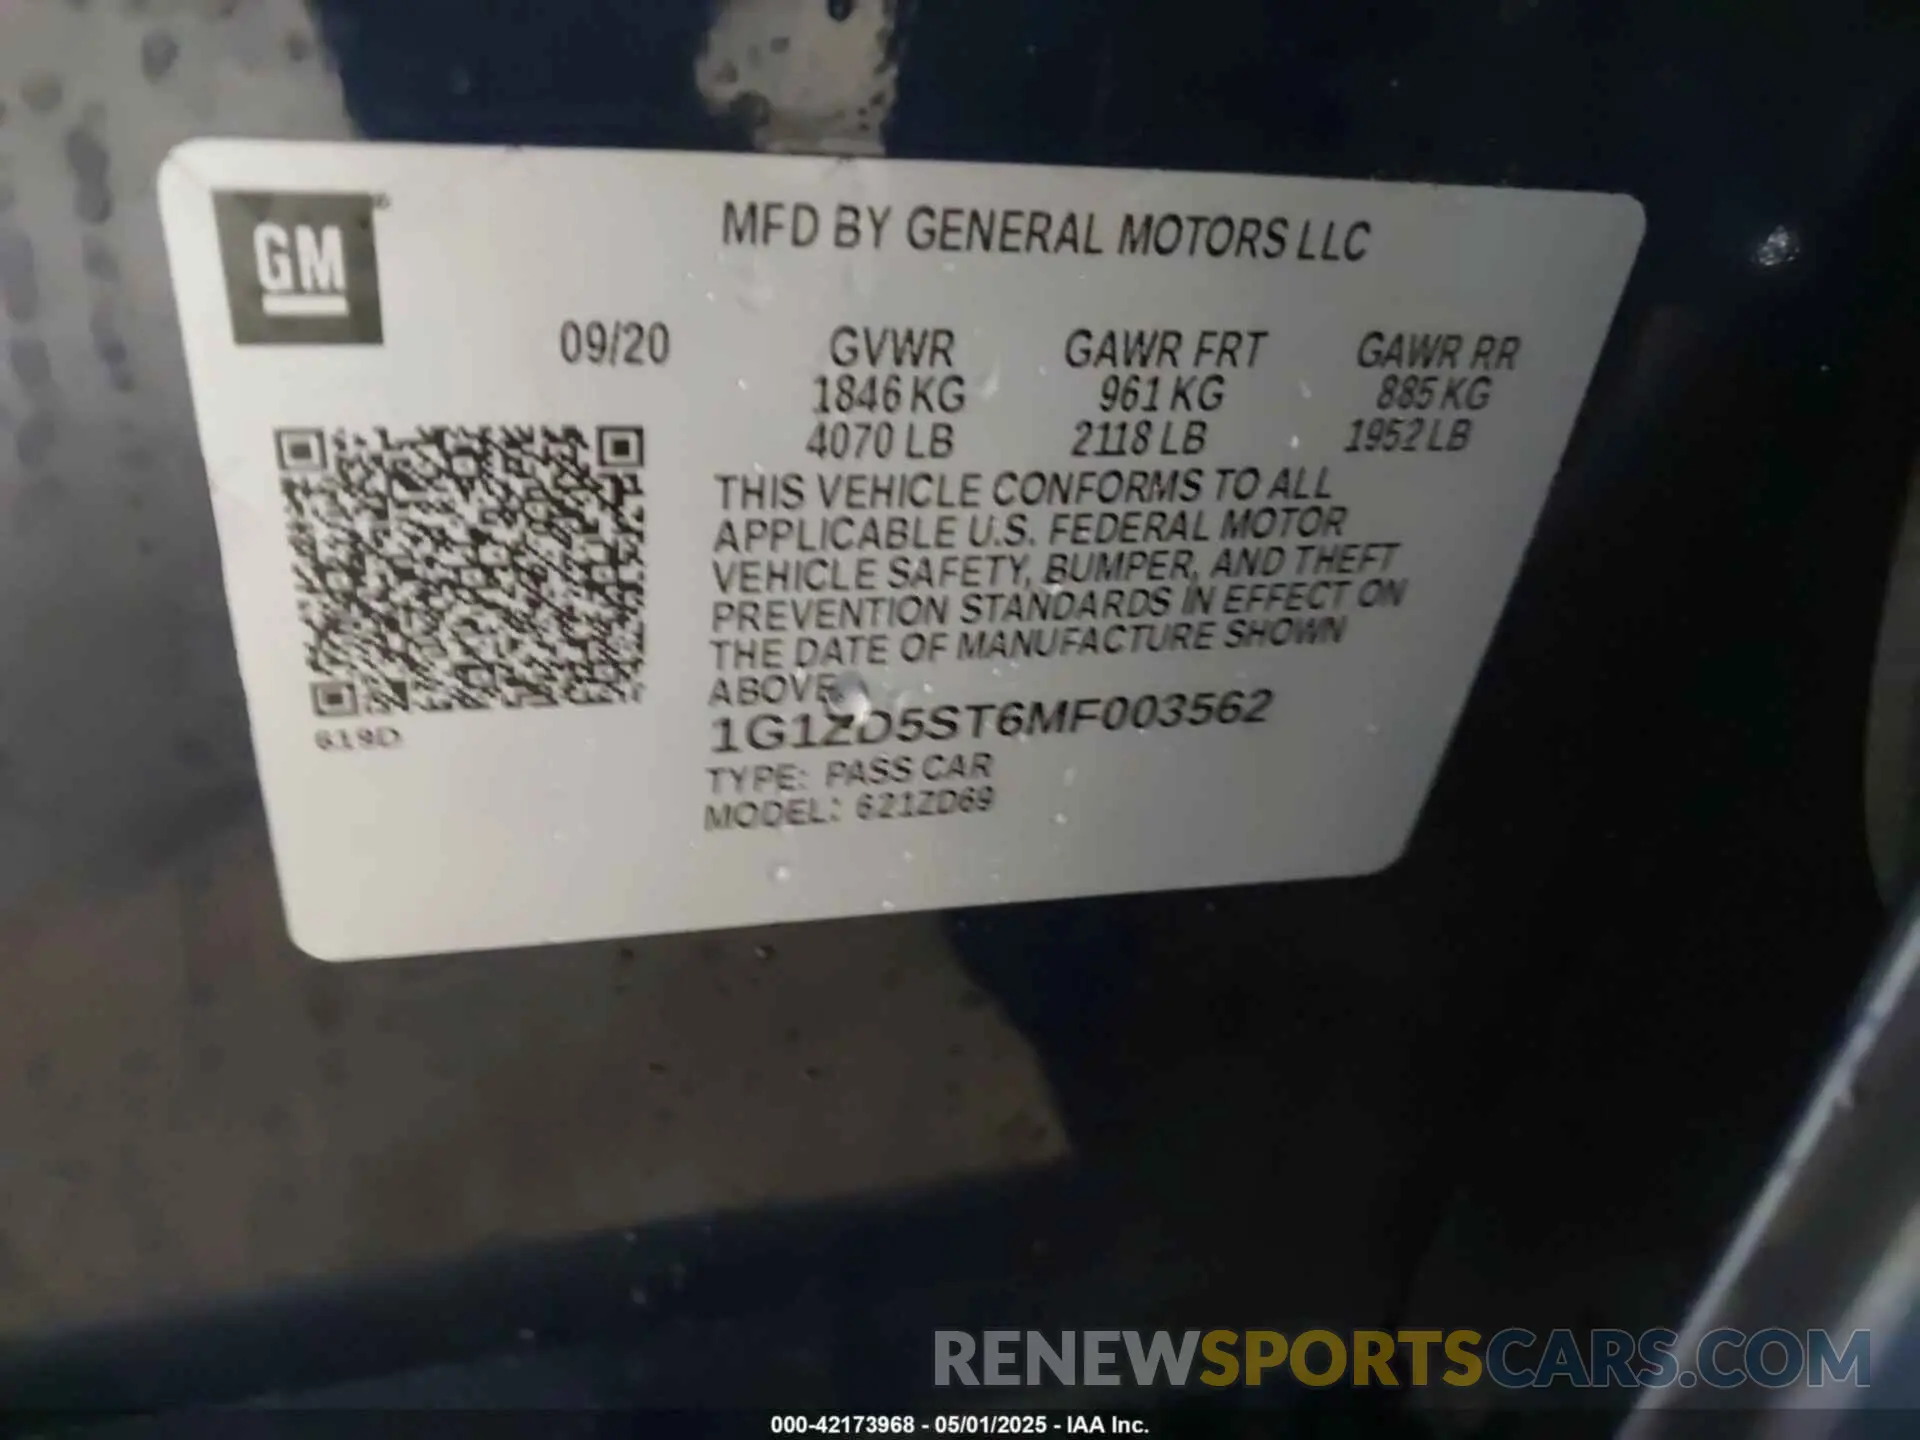 GM
MFD BY GENERAL MOTORS LLC
09/20 GVWR GAWR FRT GAWR RR
1846 KG 961 KG 885 KG
4070 LB 2118 LB 1952 LB
THIS VEHICLE CONFORMS TO ALL
APPLICABLE U.S. FEDERAL MOTOR
VEHICLE SAFETY, BUMPER, AND THEFT
PREVENTION STANDARDS IN EFFECT ON
THE DATE OF MANUFACTURE SHOWN
ABOVE.
1G1ZD5ST6MF003562
619D
TYPE: PASS CAR
MODEL: 621ZD69
RENEWSPORTSCARS.COM
000-42173968 - 05/01/2025 - IAA Inc.